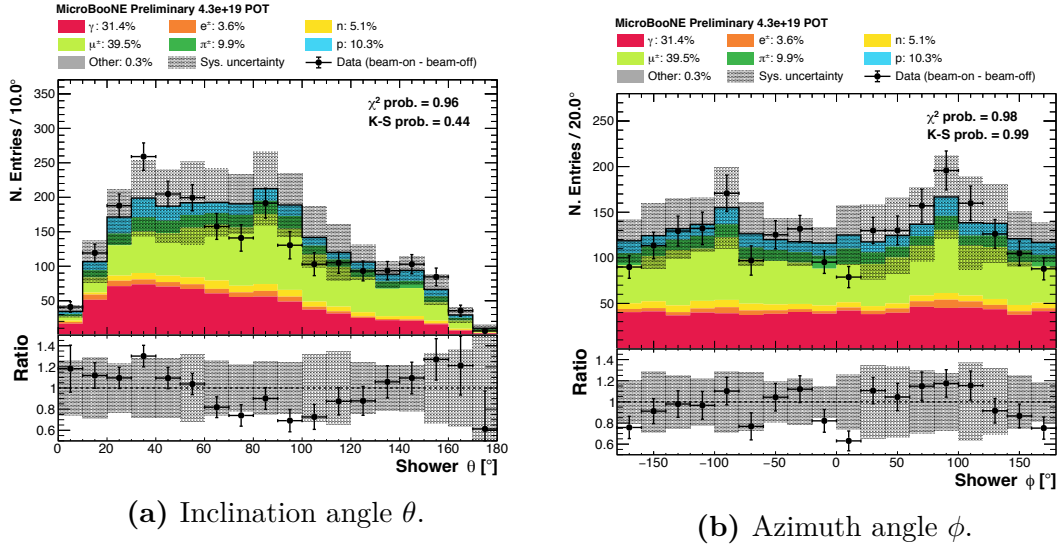 MicroBooNE Preliminary 4.3e+19 POT
γ: 31.4%
e±: 3.6%
n: 5.1%
μ±: 39.5%
π±: 9.9%
p: 10.3%
Other: 0.3%
Sys. uncertainty
Data (beam-on - beam-off)
N. Entries / 10.0°
350
300
250
200
150
100
50
χ² prob. = 0.96
K-S prob. = 0.44
Ratio
1.4
1.2
1
0.8
0.6
0 20 40 60 80 100 120 140 160 180
Shower θ [°]
(a) Inclination angle θ.
MicroBooNE Preliminary 4.3e+19 POT
γ: 31.4%
e±: 3.6%
n: 5.1%
μ±: 39.5%
π±: 9.9%
p: 10.3%
Other: 0.3%
Sys. uncertainty
Data (beam-on - beam-off)
N. Entries / 20.0°
250
200
150
100
50
χ² prob. = 0.98
K-S prob. = 0.99
Ratio
1.4
1.2
1
0.8
0.6
−150 −100 −50 0 50 100 150
Shower ϕ [°]
(b) Azimuth angle ϕ.